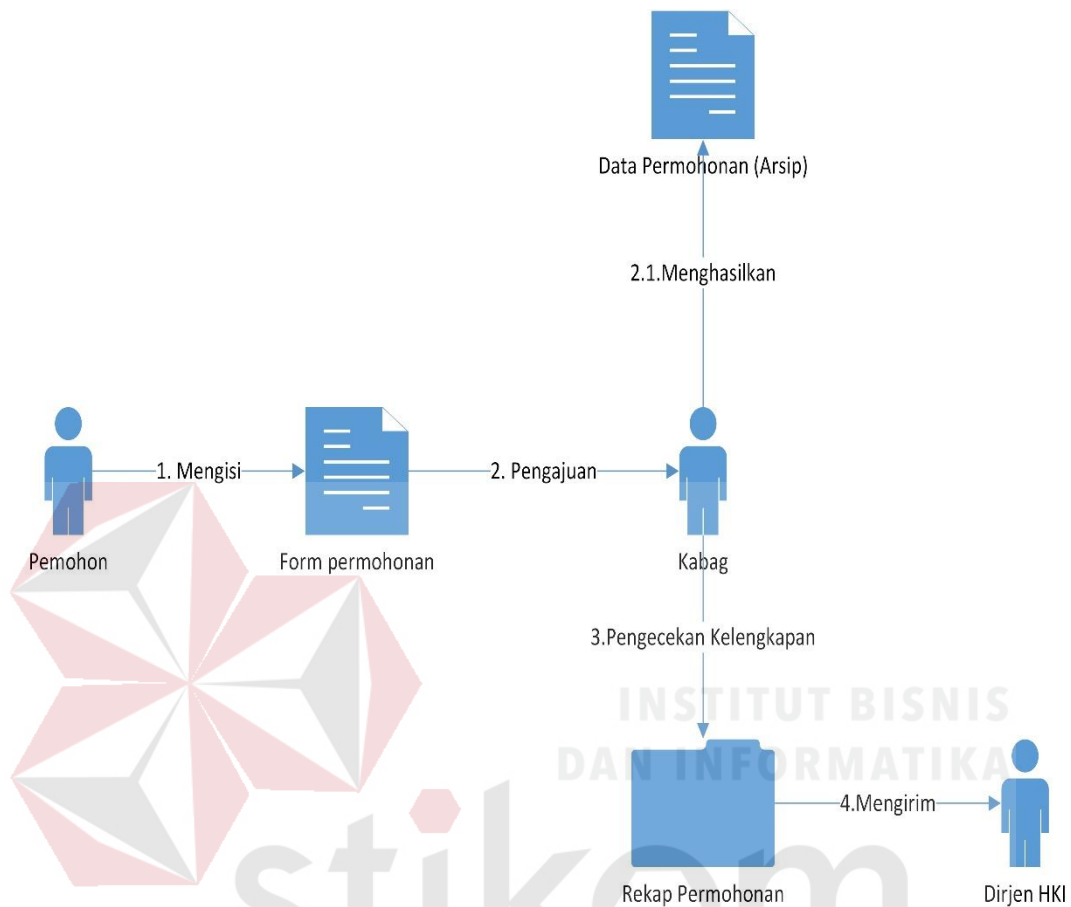 Data Permohonan (Arsip)
2.1.Menghasilkan
1. Mengisi
2. Pengajuan
Pemohon
Form permohonan
Kabag
3.Pengecekan Kelengkapan
INSTITUT BISNIS
DAN INFORMATIKA
4.Mengirim
stikom
Rekap Permohonan
Dirjen HKI